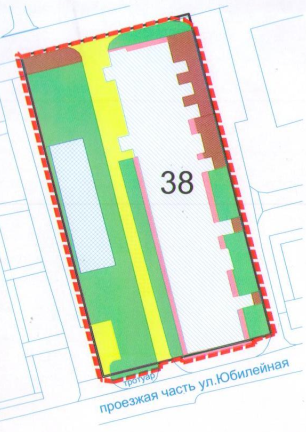 38
тротуар
проезжая часть ул.Юбилейная